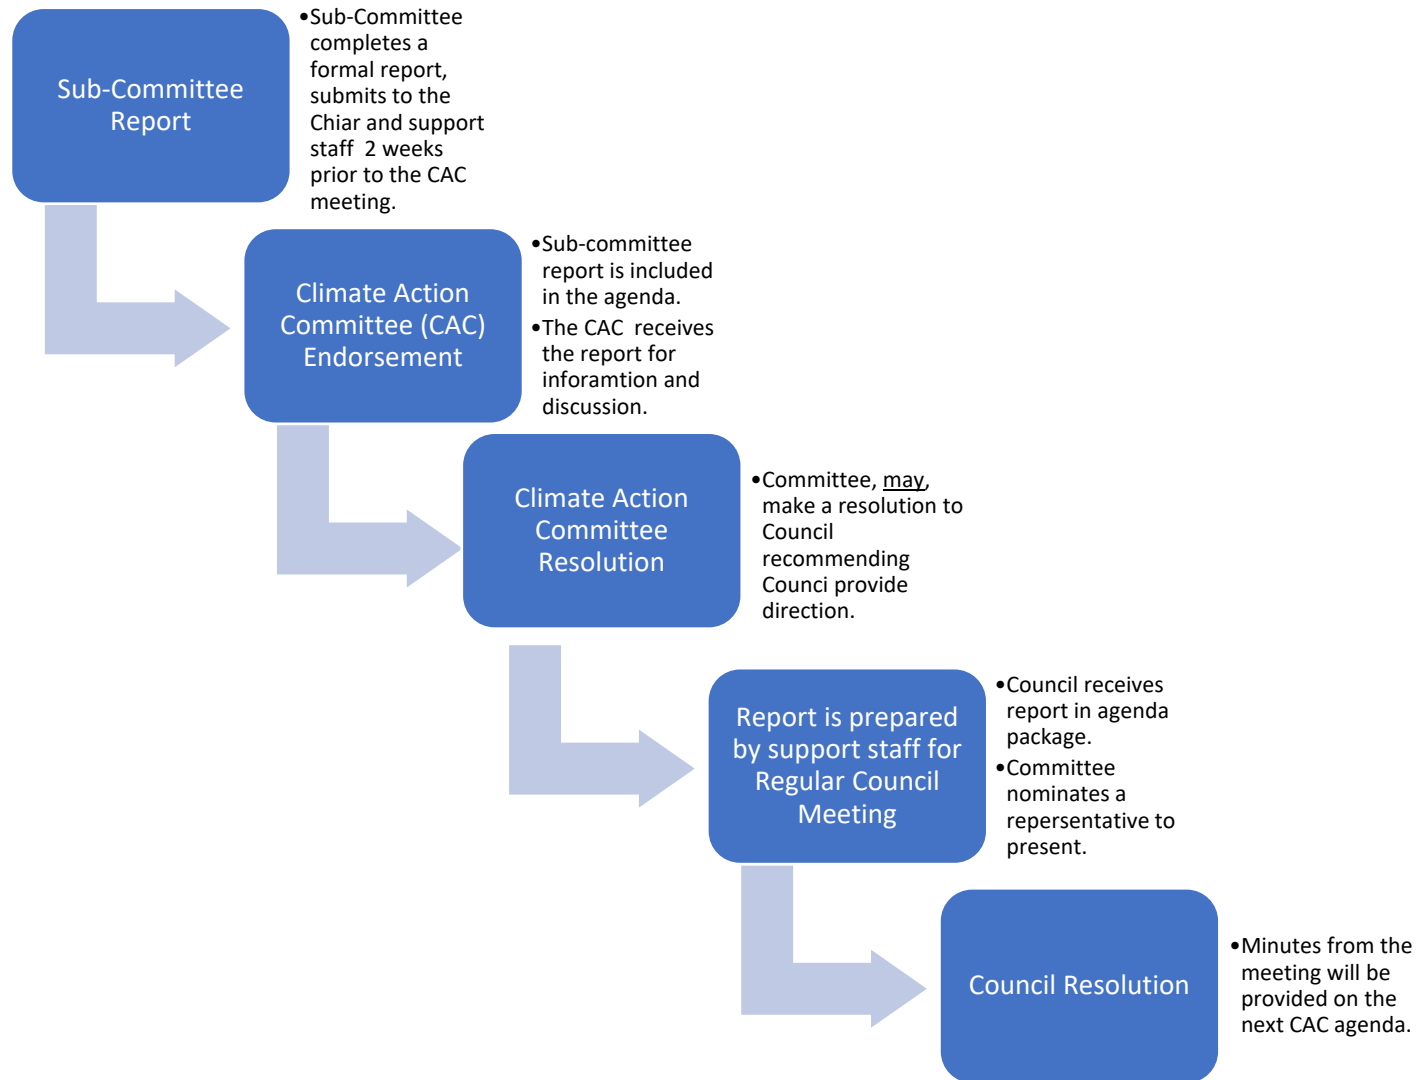 Sub-Committee
Report
•Sub-Committee
completes a
formal report,
submits to the
Chiar and support
staff 2 weeks
prior to the CAC
meeting.
Climate Action
Committee (CAC)
Endorsement
•Sub-committee
report is included
in the agenda.
•The CAC receives
the report for
inforamtion and
discussion.
Climate Action
Committee
Resolution
•Committee, may,
make a resolution to
Council
recommending
Counci provide
direction.
Report is prepared
by support staff for
Regular Council
Meeting
•Council receives
report in agenda
package.
•Committee
nominates a
repersentative to
present.
Council Resolution
•Minutes from the
meeting will be
provided on the
next CAC agenda.